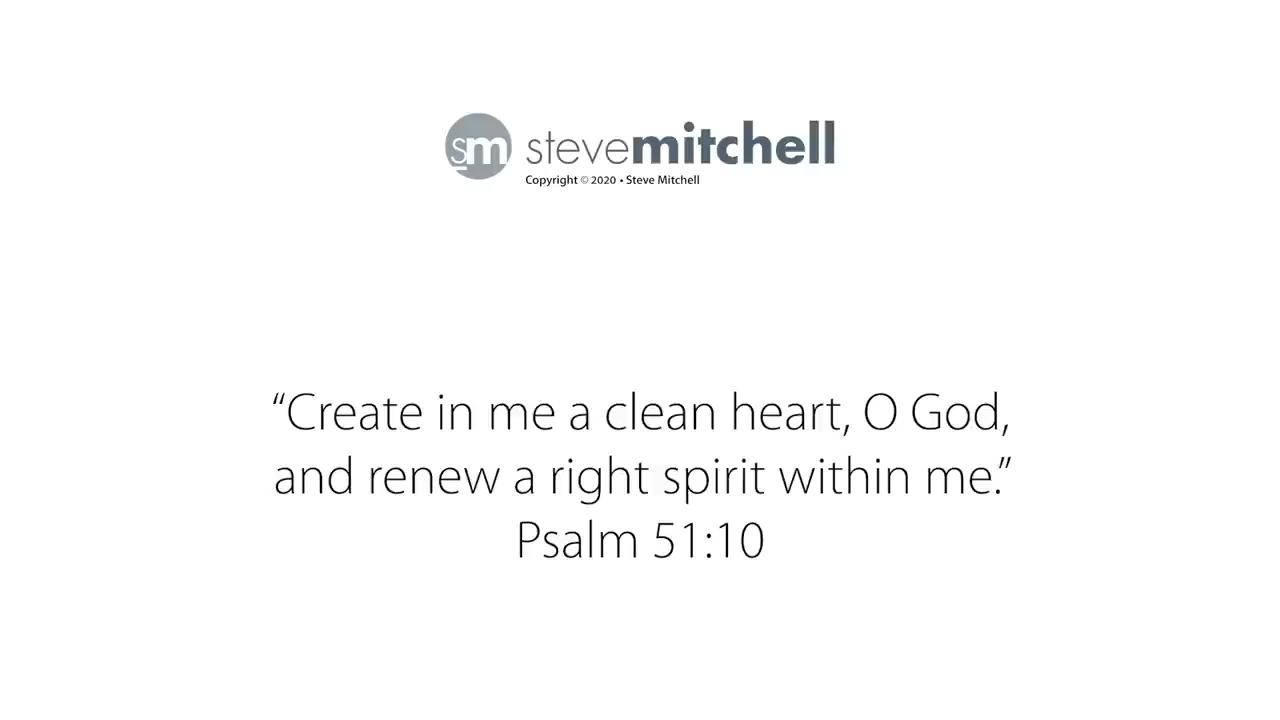 sm stevemitchell
Copyright © 2020 • Steve Mitchell
“Create in me a clean heart, O God,
and renew a right spirit within me.”
Psalm 51:10